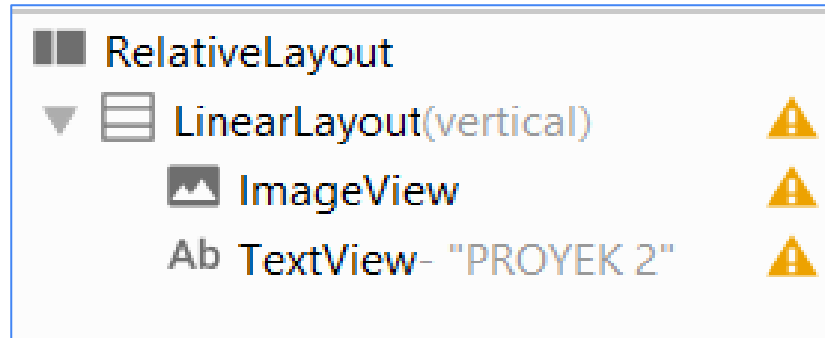 RelativeLayout
LinearLayout(vertical)
ImageView
Ab TextView- "PROYEK 2"